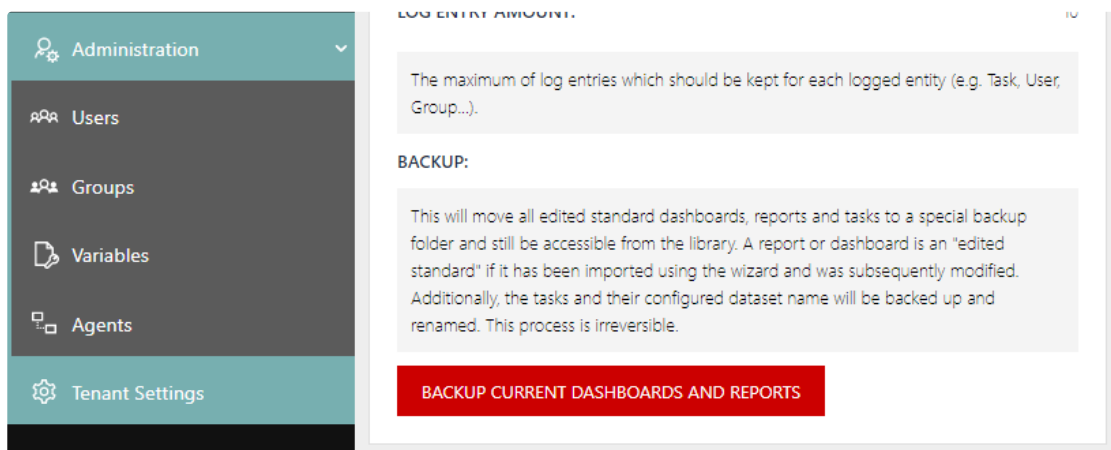 Administration
Users
Groups
Variables
Agents
Tenant Settings
LOG ENTRY AMOUNT:
10
The maximum of log entries which should be kept for each logged entity (e.g. Task, User,
Group...).
BACKUP:
This will move all edited standard dashboards, reports and tasks to a special backup
folder and still be accessible from the library. A report or dashboard is an "edited
standard" if it has been imported using the wizard and was subsequently modified.
Additionally, the tasks and their configured dataset name will be backed up and
renamed. This process is irreversible.
BACKUP CURRENT DASHBOARDS AND REPORTS